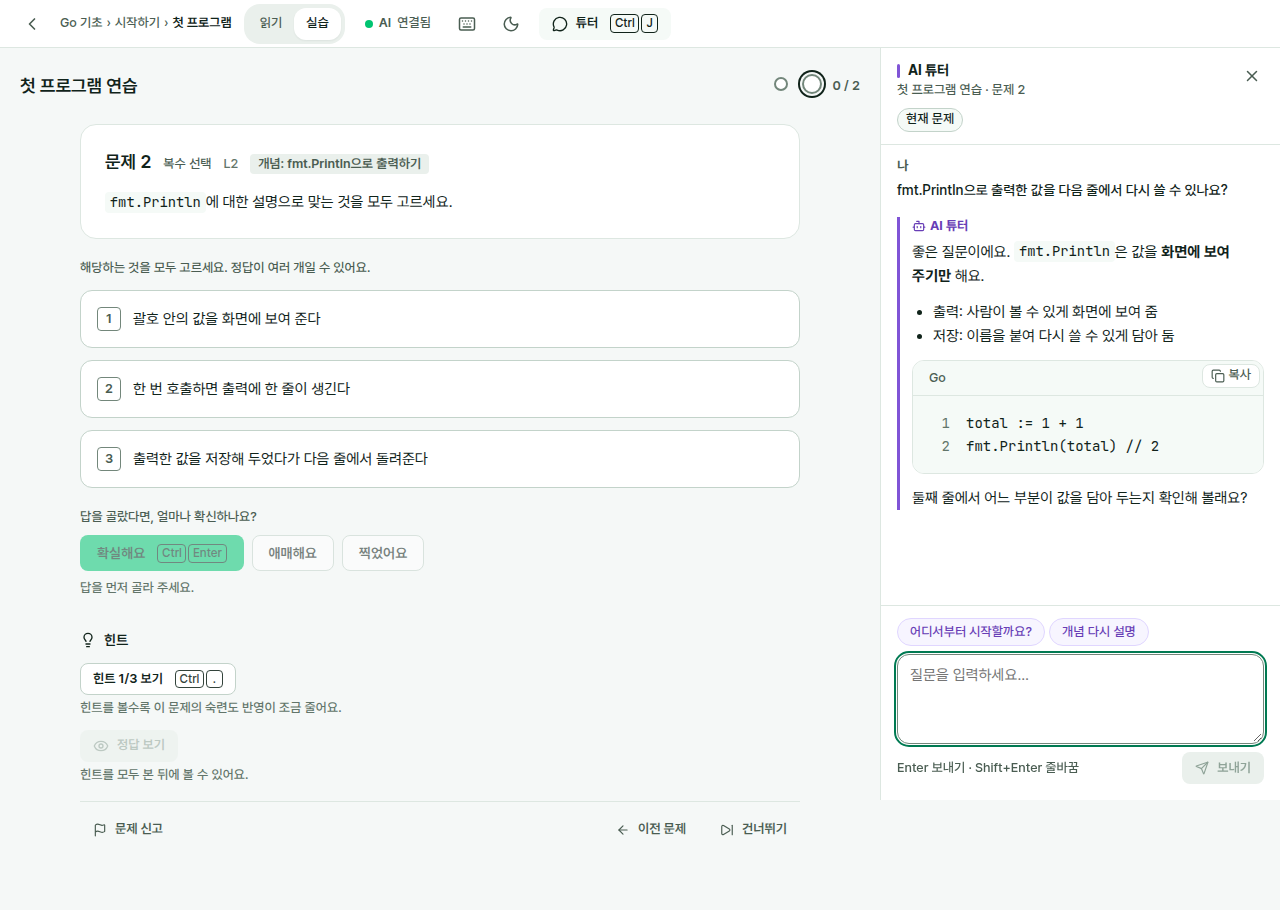 Go 기초 › 시작하기 › 첫 프로그램
읽기 실습
AI 연결됨
튜터 Ctrl J
첫 프로그램 연습
0 / 2
문제 2 복수 선택 L2 개념: fmt.Println으로 출력하기
fmt.Println에 대한 설명으로 맞는 것을 모두 고르세요.
해당하는 것을 모두 고르세요. 정답이 여러 개일 수 있어요.
1 괄호 안의 값을 화면에 보여 준다
2 한 번 호출하면 출력에 한 줄이 생긴다
3 출력한 값을 저장해 두었다가 다음 줄에서 돌려준다
답을 골랐다면, 얼마나 확신하나요?
확실해요 Ctrl Enter 애매해요 찍었어요
답을 먼저 골라 주세요.
힌트
힌트 1/3 보기 Ctrl .
힌트를 볼수록 이 문제의 숙련도 반영이 조금 줄어요.
정답 보기
힌트를 모두 본 뒤에 볼 수 있어요.
문제 신고 이전 문제 건너뛰기
AI 튜터
첫 프로그램 연습 · 문제 2
현재 문제
나
fmt.Println으로 출력한 값을 다음 줄에서 다시 쓸 수 있나요?
AI 튜터
좋은 질문이에요. fmt.Println은 값을 화면에 보여
주기만 해요.
출력: 사람이 볼 수 있게 화면에 보여 줌
저장: 이름을 붙여 다시 쓸 수 있게 담아 둠
Go 복사
1 total := 1 + 1
2 fmt.Println(total) // 2
둘째 줄에서 어느 부분이 값을 담아 두는지 확인해 볼래요?
어디서부터 시작할까요? 개념 다시 설명
질문을 입력하세요...
Enter 보내기 · Shift+Enter 줄바꿈 보내기